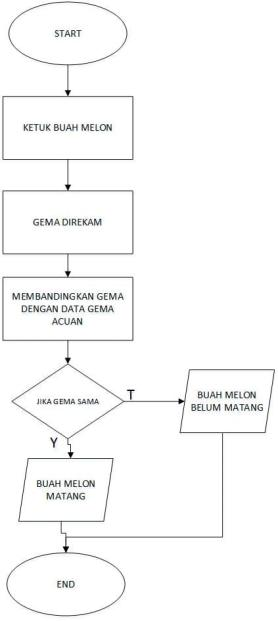 START
KETUK BUAH MELON
GEMA DIREKAM
MEMBANDINGKAN GEMA
DENGAN DATA GEMA
ACUAN
JIKA GEMA SAMA
T
BUAH MELON
BELUM MATANG
Y
BUAH MELON
MATANG
END